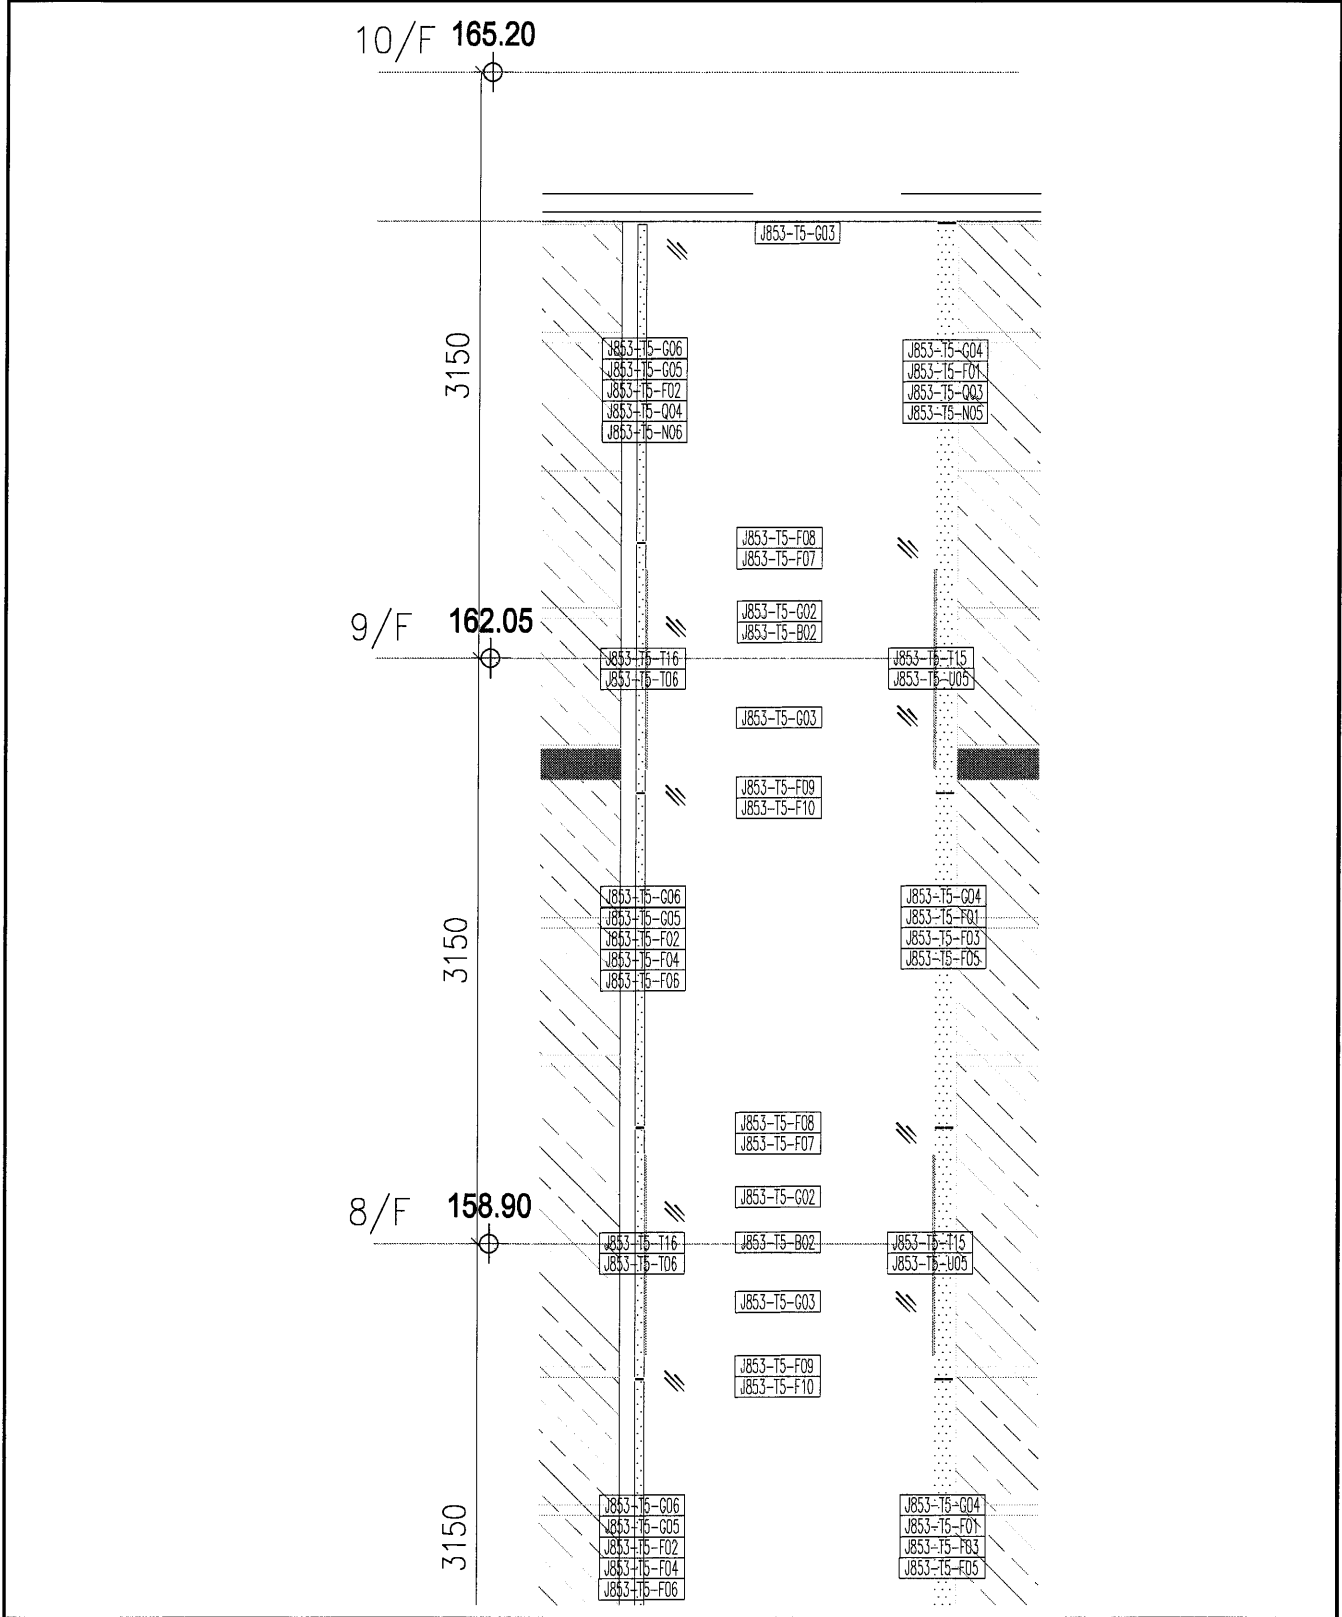 10/F 165.20
J853-T5-G03
3150
J853-T5-G06
J853-T5-G05
J853-T5-F02
J853-T5-Q04
J853-T5-N06
J853-T5-G04
J853-T5-F01
J853-T5-Q03
J853-T5-N05
J853-T5-F08
J853-T5-F07
J853-T5-G02
J853-T5-B02
9/F 162.05
J853-T5-T16
J853-T5-T06
J853-T5-T15
J853-T5-U05
J853-T5-G03
J853-T5-F09
J853-T5-F10
3150
J853-T5-G06
J853-T5-G05
J853-T5-F02
J853-T5-F04
J853-T5-F06
J853-T5-G04
J853-T5-F01
J853-T5-F03
J853-T5-F05
J853-T5-F08
J853-T5-F07
J853-T5-G02
8/F 158.90
J853-T5-T16
J853-T5-T06
J853-T5-B02
J853-T5-T15
J853-T5-U05
J853-T5-G03
J853-T5-F09
J853-T5-F10
3150
J853-T5-G06
J853-T5-G05
J853-T5-F02
J853-T5-F04
J853-T5-F06
J853-T5-G04
J853-T5-F01
J853-T5-F03
J853-T5-F05